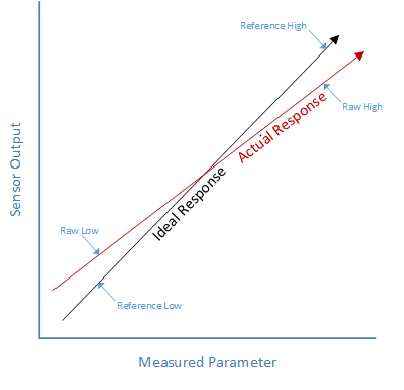 Reference High
Raw High
Actual Response
Sensor Output
Ideal Response
Raw Low
Reference Low
Measured Parameter